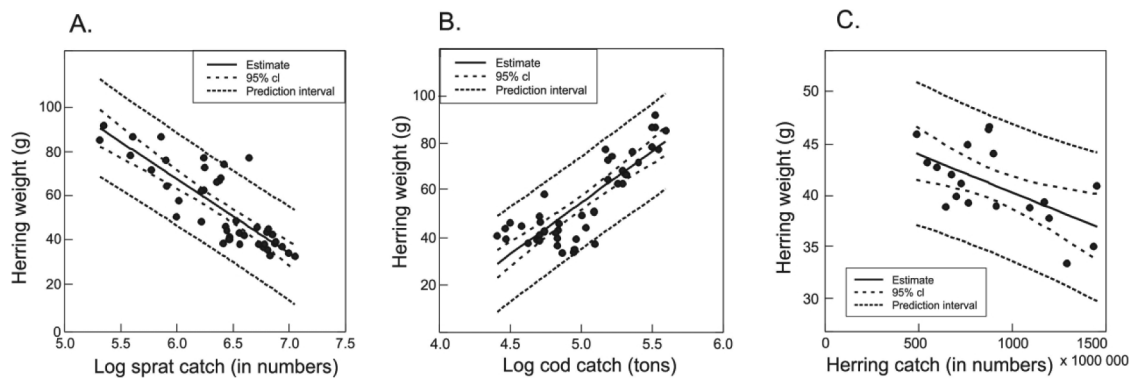 A.
Estimate
95% cl
Prediction interval
Herring weight (g)
100
80
60
40
20
0
5.0 5.5 6.0 6.5 7.0 7.5
Log sprat catch (in numbers)
B.
Estimate
95% cl
Prediction interval
Herring weight (g)
100
80
60
40
20
4.0 4.5 5.0 5.5 6.0
Log cod catch (tons)
C.
Herring weight (g)
50
45
40
35
30
Estimate
95% cl
Prediction interval
0 500 1000 1500
Herring catch (in numbers) x 1000 000